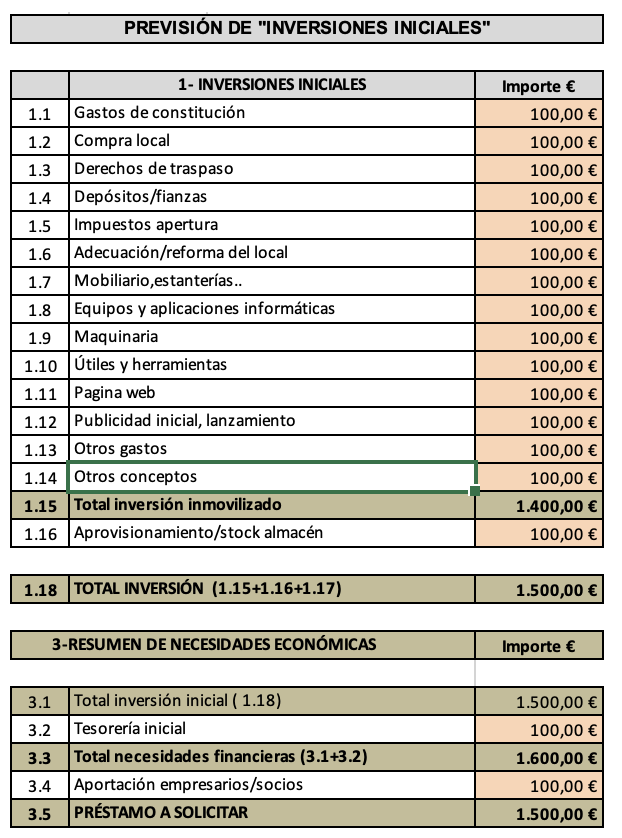 PREVISIÓN DE "INVERSIONES INICIALES"
1- INVERSIONES INICIALES Importe €
1.1 Gastos de constitución 100,00 €
1.2 Compra local 100,00 €
1.3 Derechos de traspaso 100,00 €
1.4 Depósitos/fianzas 100,00 €
1.5 Impuestos apertura 100,00 €
1.6 Adecuación/reforma del local 100,00 €
1.7 Mobiliario,estanterías.. 100,00 €
1.8 Equipos y aplicaciones informáticas 100,00 €
1.9 Maquinaria 100,00 €
1.10 Útiles y herramientas 100,00 €
1.11 Pagina web 100,00 €
1.12 Publicidad inicial, lanzamiento 100,00 €
1.13 Otros gastos 100,00 €
1.14 Otros conceptos 100,00 €
1.15 Total inversión inmovilizado 1.400,00 €
1.16 Aprovisionamiento/stock almacén 100,00 €
1.18 TOTAL INVERSIÓN (1.15+1.16+1.17) 1.500,00 €
3-RESUMEN DE NECESIDADES ECONÓMICAS Importe €
3.1 Total inversión inicial ( 1.18) 1.500,00 €
3.2 Tesorería inicial 100,00 €
3.3 Total necesidades financieras (3.1+3.2) 1.600,00 €
3.4 Aportación empresarios/socios 100,00 €
3.5 PRÉSTAMO A SOLICITAR 1.500,00 €